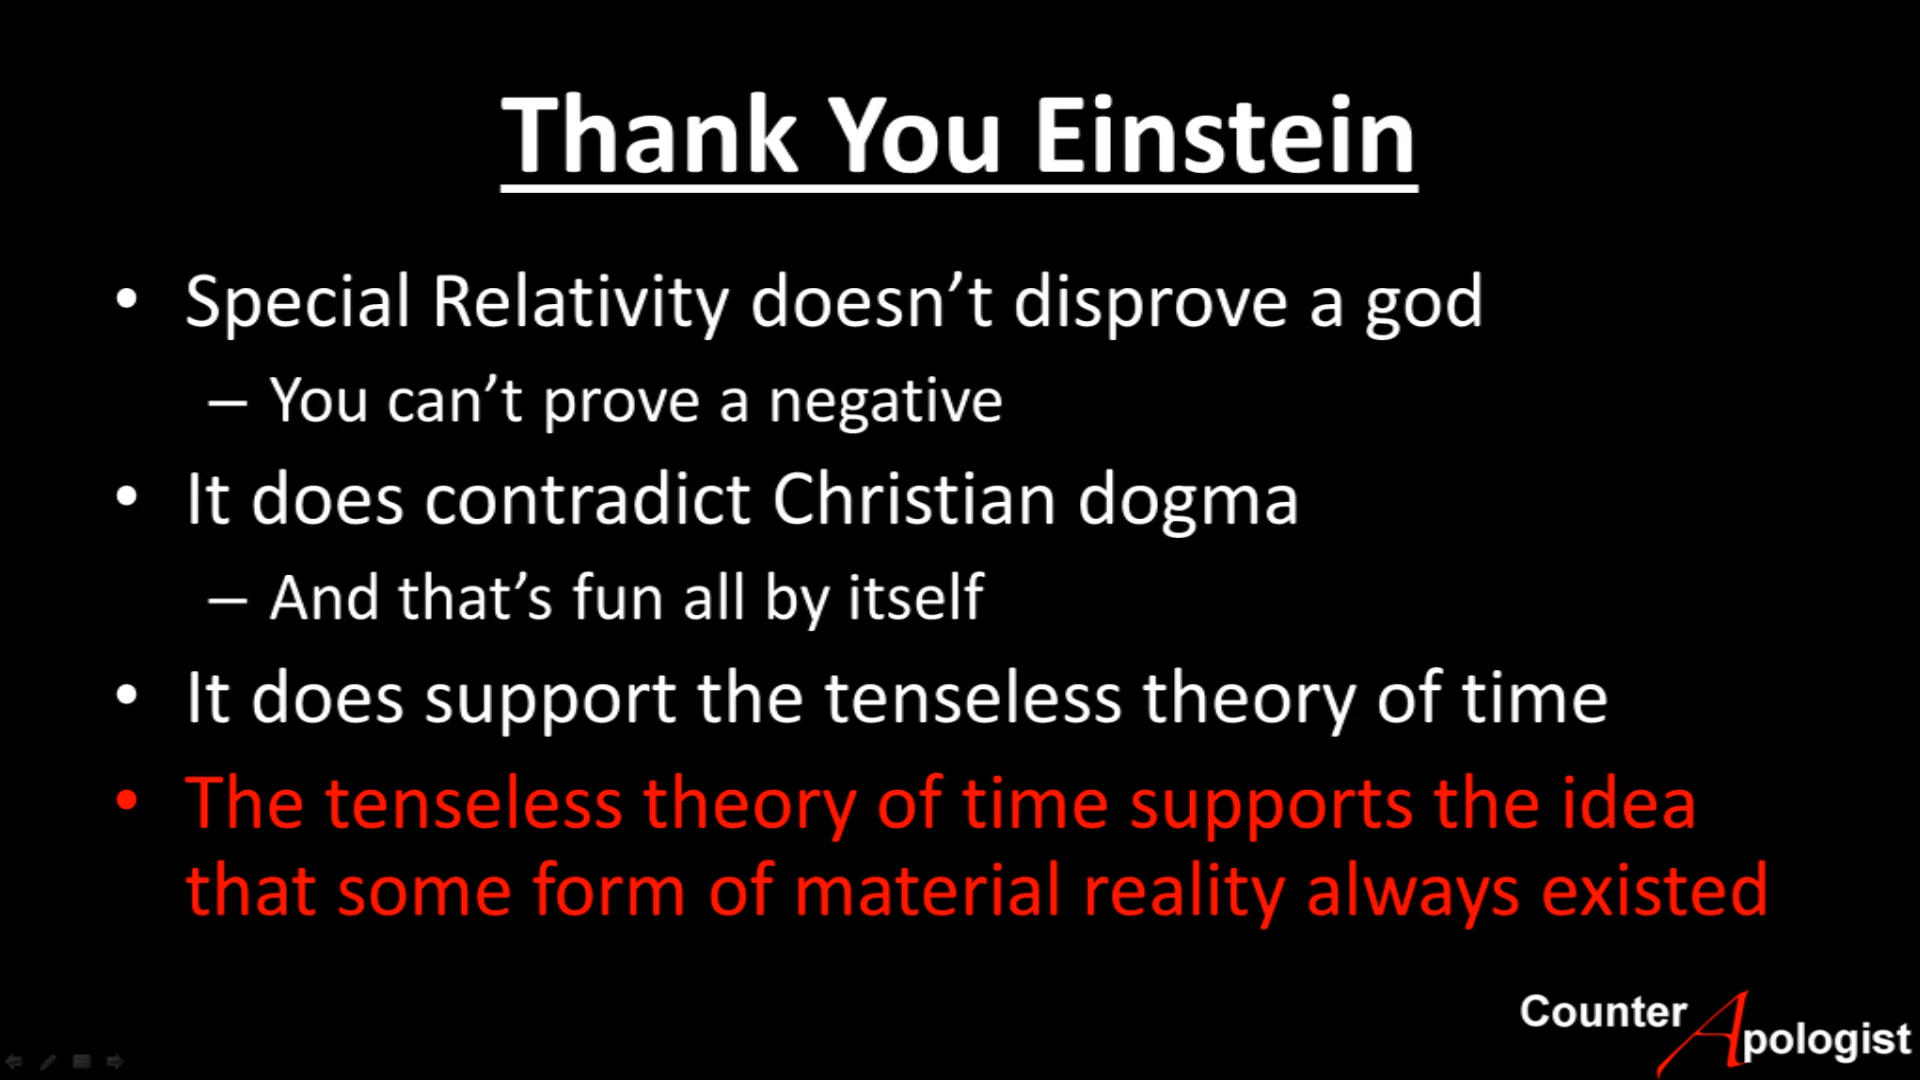 Thank You Einstein
• Special Relativity doesn’t disprove a god
– You can’t prove a negative
• It does contradict Christian dogma
– And that’s fun all by itself
• It does support the tenseless theory of time
• The tenseless theory of time supports the idea
that some form of material reality always existed
Counter
Apologist